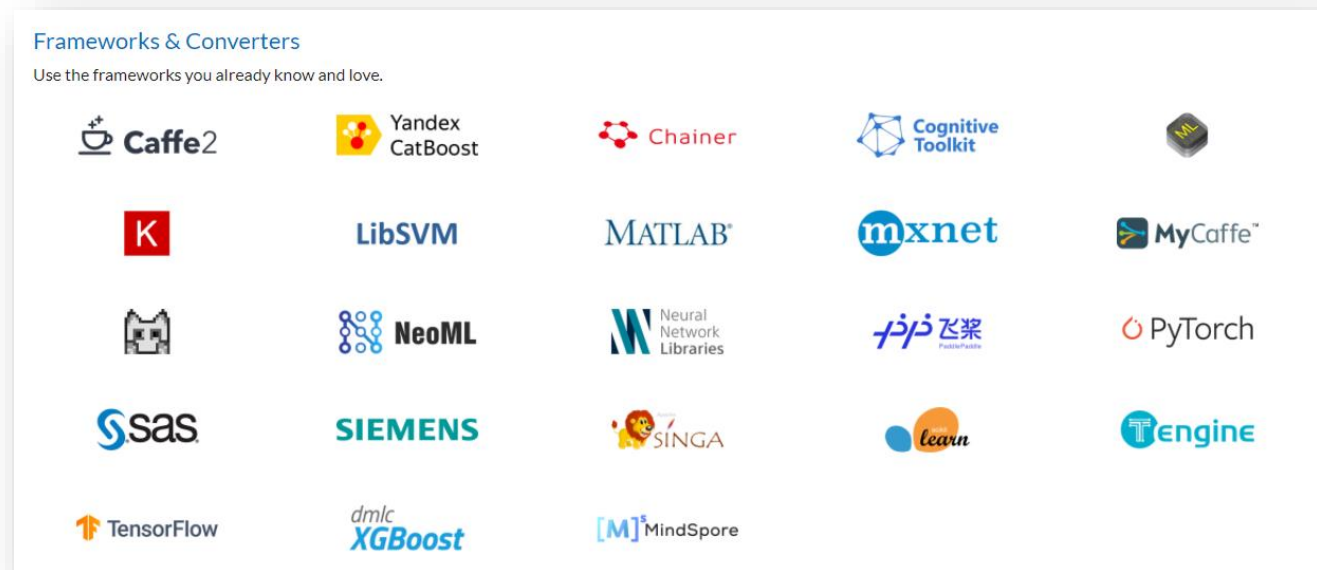 Frameworks & Converters
Use the frameworks you already know and love.
Caffe2
Yandex
CatBoost
Chainer
Cognitive
Toolkit
ML
K
LibSVM
MATLAB®
mxnet
MyCaffe™
NeoML
Neural
Network
Libraries
飞桨
PaddlePaddle
PyTorch
sas
SIEMENS
SINGA
learn
Tengine
TensorFlow
dmlc
XGBoost
[M]s MindSpore